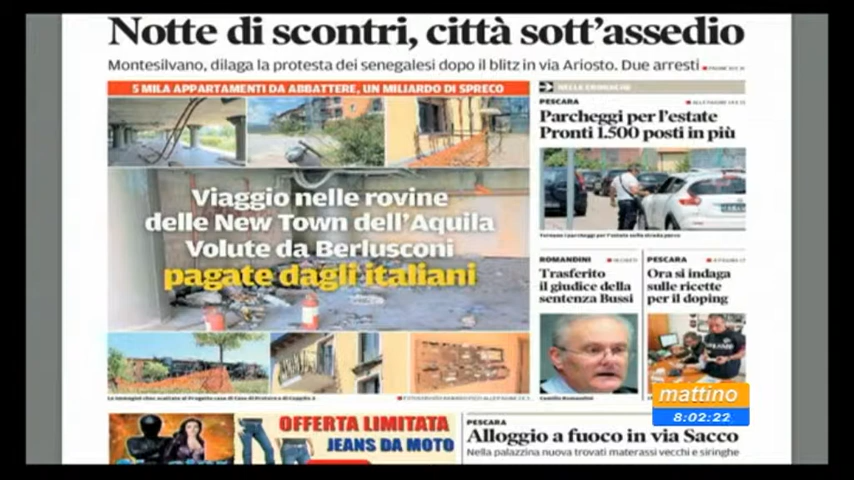 Notte di scontri, città sott'assedio
Montesilvano, dilaga la protesta dei senegalesi dopo il blitz in via Ariosto. Due arresti
5 MILA APPARTAMENTI DA ABBATTERE, UN MILIARDO DI SPRECO
Viaggio nelle rovine
delle New Town dell'Aquila
Volute da Berlusconi
pagate dagli italiani
NELLE CRONACHE
PESCARA
Parcheggi per l'estate
Pronti 1.500 posti in più
ROMANDINI
Trasferito
il giudice della
sentenza Bussi
Camillo Romandini
PESCARA
Ora si indaga
sulle ricette
per il doping
mattino
8:02:22
OFFERTA LIMITATA
JEANS DA MOTO
PESCARA
Alloggio a fuoco in via Sacco
Nella palazzina nuova trovati materassi vecchi e siringhe